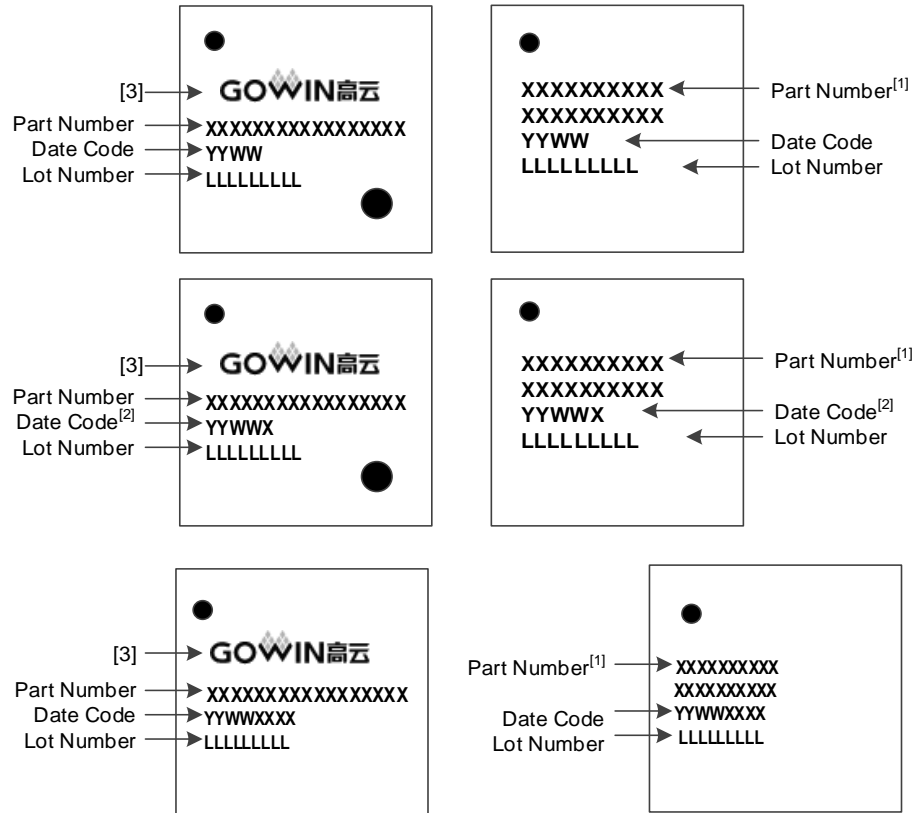 [3] GOWIN高云
Part Number XXXXXXXXXXXXXXXXX
Date Code YYWW
Lot Number LLLLLLLLL
XXXXXXXXXX Part Number[1]
XXXXXXXXXX
YYWW Date Code
LLLLLLLLL Lot Number
[3] GOWIN高云
Part Number XXXXXXXXXXXXXXXXX
Date Code[2] YYWWX
Lot Number LLLLLLLLL
XXXXXXXXXX Part Number[1]
XXXXXXXXXX
YYWWX Date Code[2]
LLLLLLLLL Lot Number
[3] GOWIN高云
Part Number XXXXXXXXXXXXXXXXX
Date Code YYWWXXXX
Lot Number LLLLLLLLL
Part Number[1] XXXXXXXXXX
XXXXXXXXXX
Date Code YYWWXXXX
Lot Number LLLLLLLLL